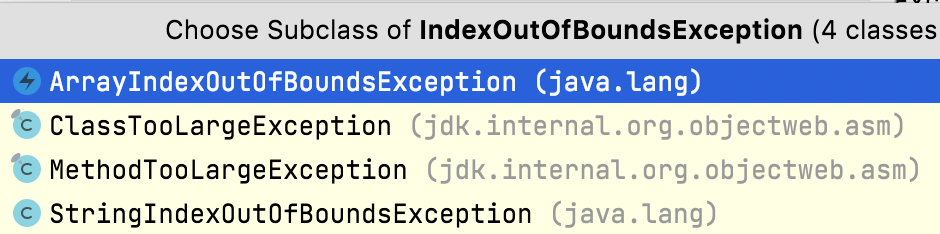 Choose Subclass of IndexOutOfBoundsException (4 classes
ArrayIndexOutOfBoundsException (java.lang)
ClassTooLargeException (jdk.internal.org.objectweb.asm)
MethodTooLargeException (jdk.internal.org.objectweb.asm)
StringIndexOutOfBoundsException (java.lang)